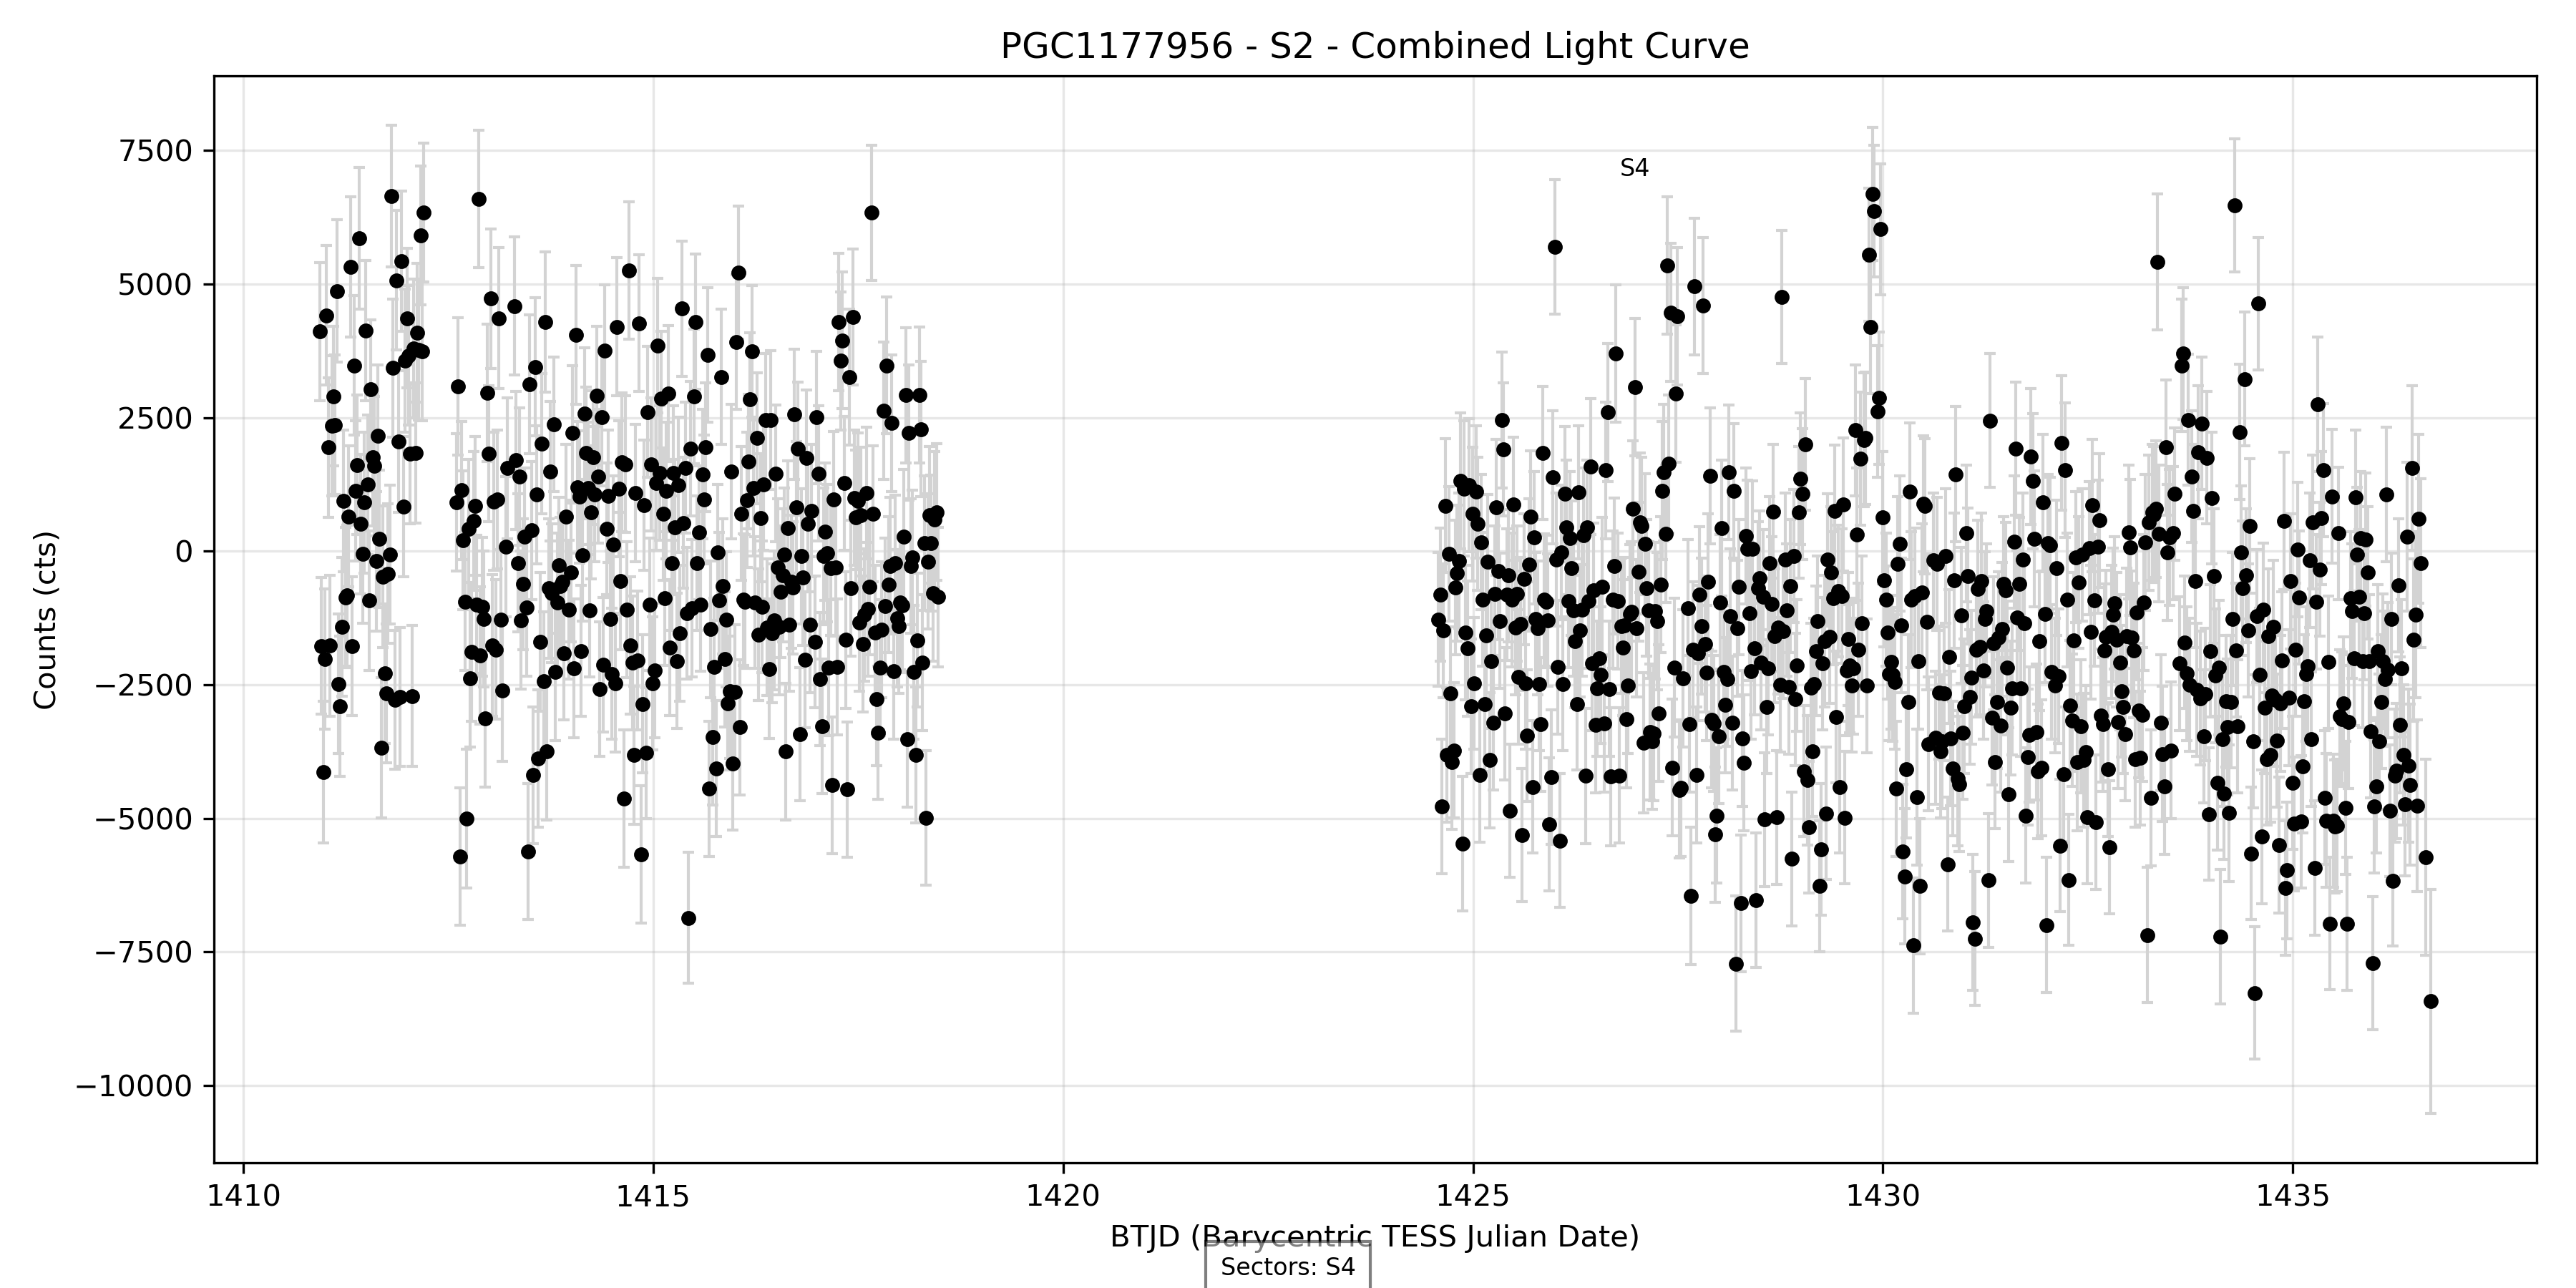 PGC1177956 - S2 - Combined Light Curve
S4
7500
5000
2500
0
−2500
−5000
−7500
−10000
Counts (cts)
1410 1415 1420 1425 1430 1435
BTJD (Barycentric TESS Julian Date)
Sectors: S4